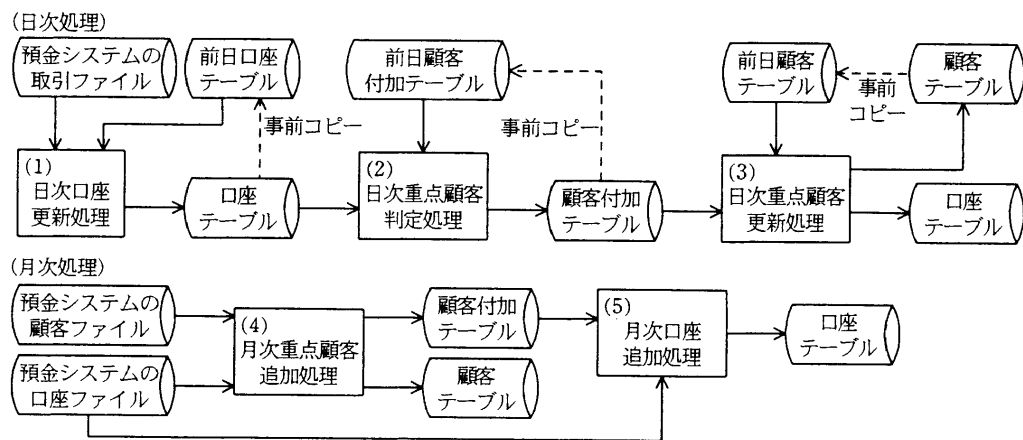 (日次処理)
預金システムの
取引ファイル
前日口座
テーブル
前日顧客
付加テーブル
前日顧客
テーブル
顧客
テーブル
事前コピー
事前コピー
事前
コピー
(1)
日次口座
更新処理
口座
テーブル
(2)
日次重点顧客
判定処理
顧客付加
テーブル
(3)
日次重点顧客
更新処理
口座
テーブル
(月次処理)
預金システムの
顧客ファイル
預金システムの
口座ファイル
(4)
月次重点顧客
追加処理
顧客付加
テーブル
顧客
テーブル
(5)
月次口座
追加処理
口座
テーブル